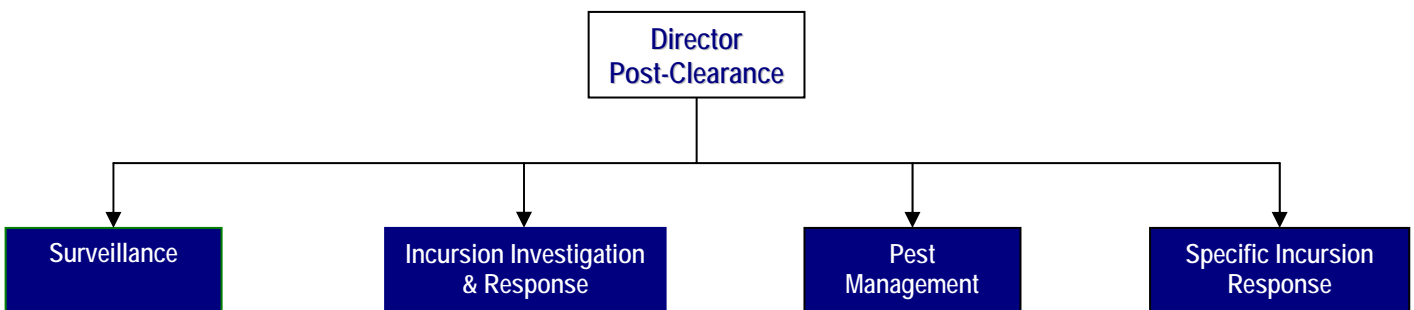 Director
Post-Clearance
Surveillance
Incursion Investigation
& Response
Pest
Management
Specific Incursion
Response